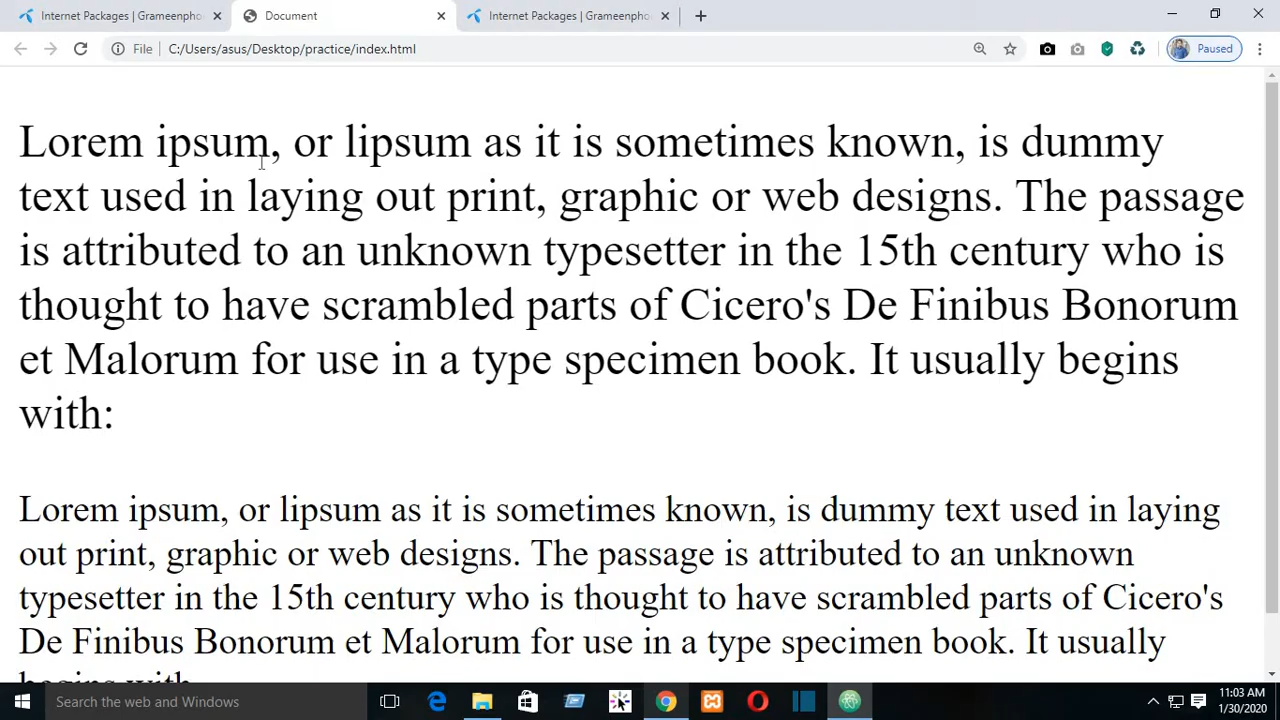 Internet Packages | Grameenpho
Document
Internet Packages | Grameenpho
File
C:/Users/asus/Desktop/practice/index.html
Paused
Lorem ipsum, or lipsum as it is sometimes known, is dummy
text used in laying out print, graphic or web designs. The passage
is attributed to an unknown typesetter in the 15th century who is
thought to have scrambled parts of Cicero's De Finibus Bonorum
et Malorum for use in a type specimen book. It usually begins
with:
Lorem ipsum, or lipsum as it is sometimes known, is dummy text used in laying
out print, graphic or web designs. The passage is attributed to an unknown
typesetter in the 15th century who is thought to have scrambled parts of Cicero's
De Finibus Bonorum et Malorum for use in a type specimen book. It usually
begins with
Search the web and Windows
11:03 AM
1/30/2020